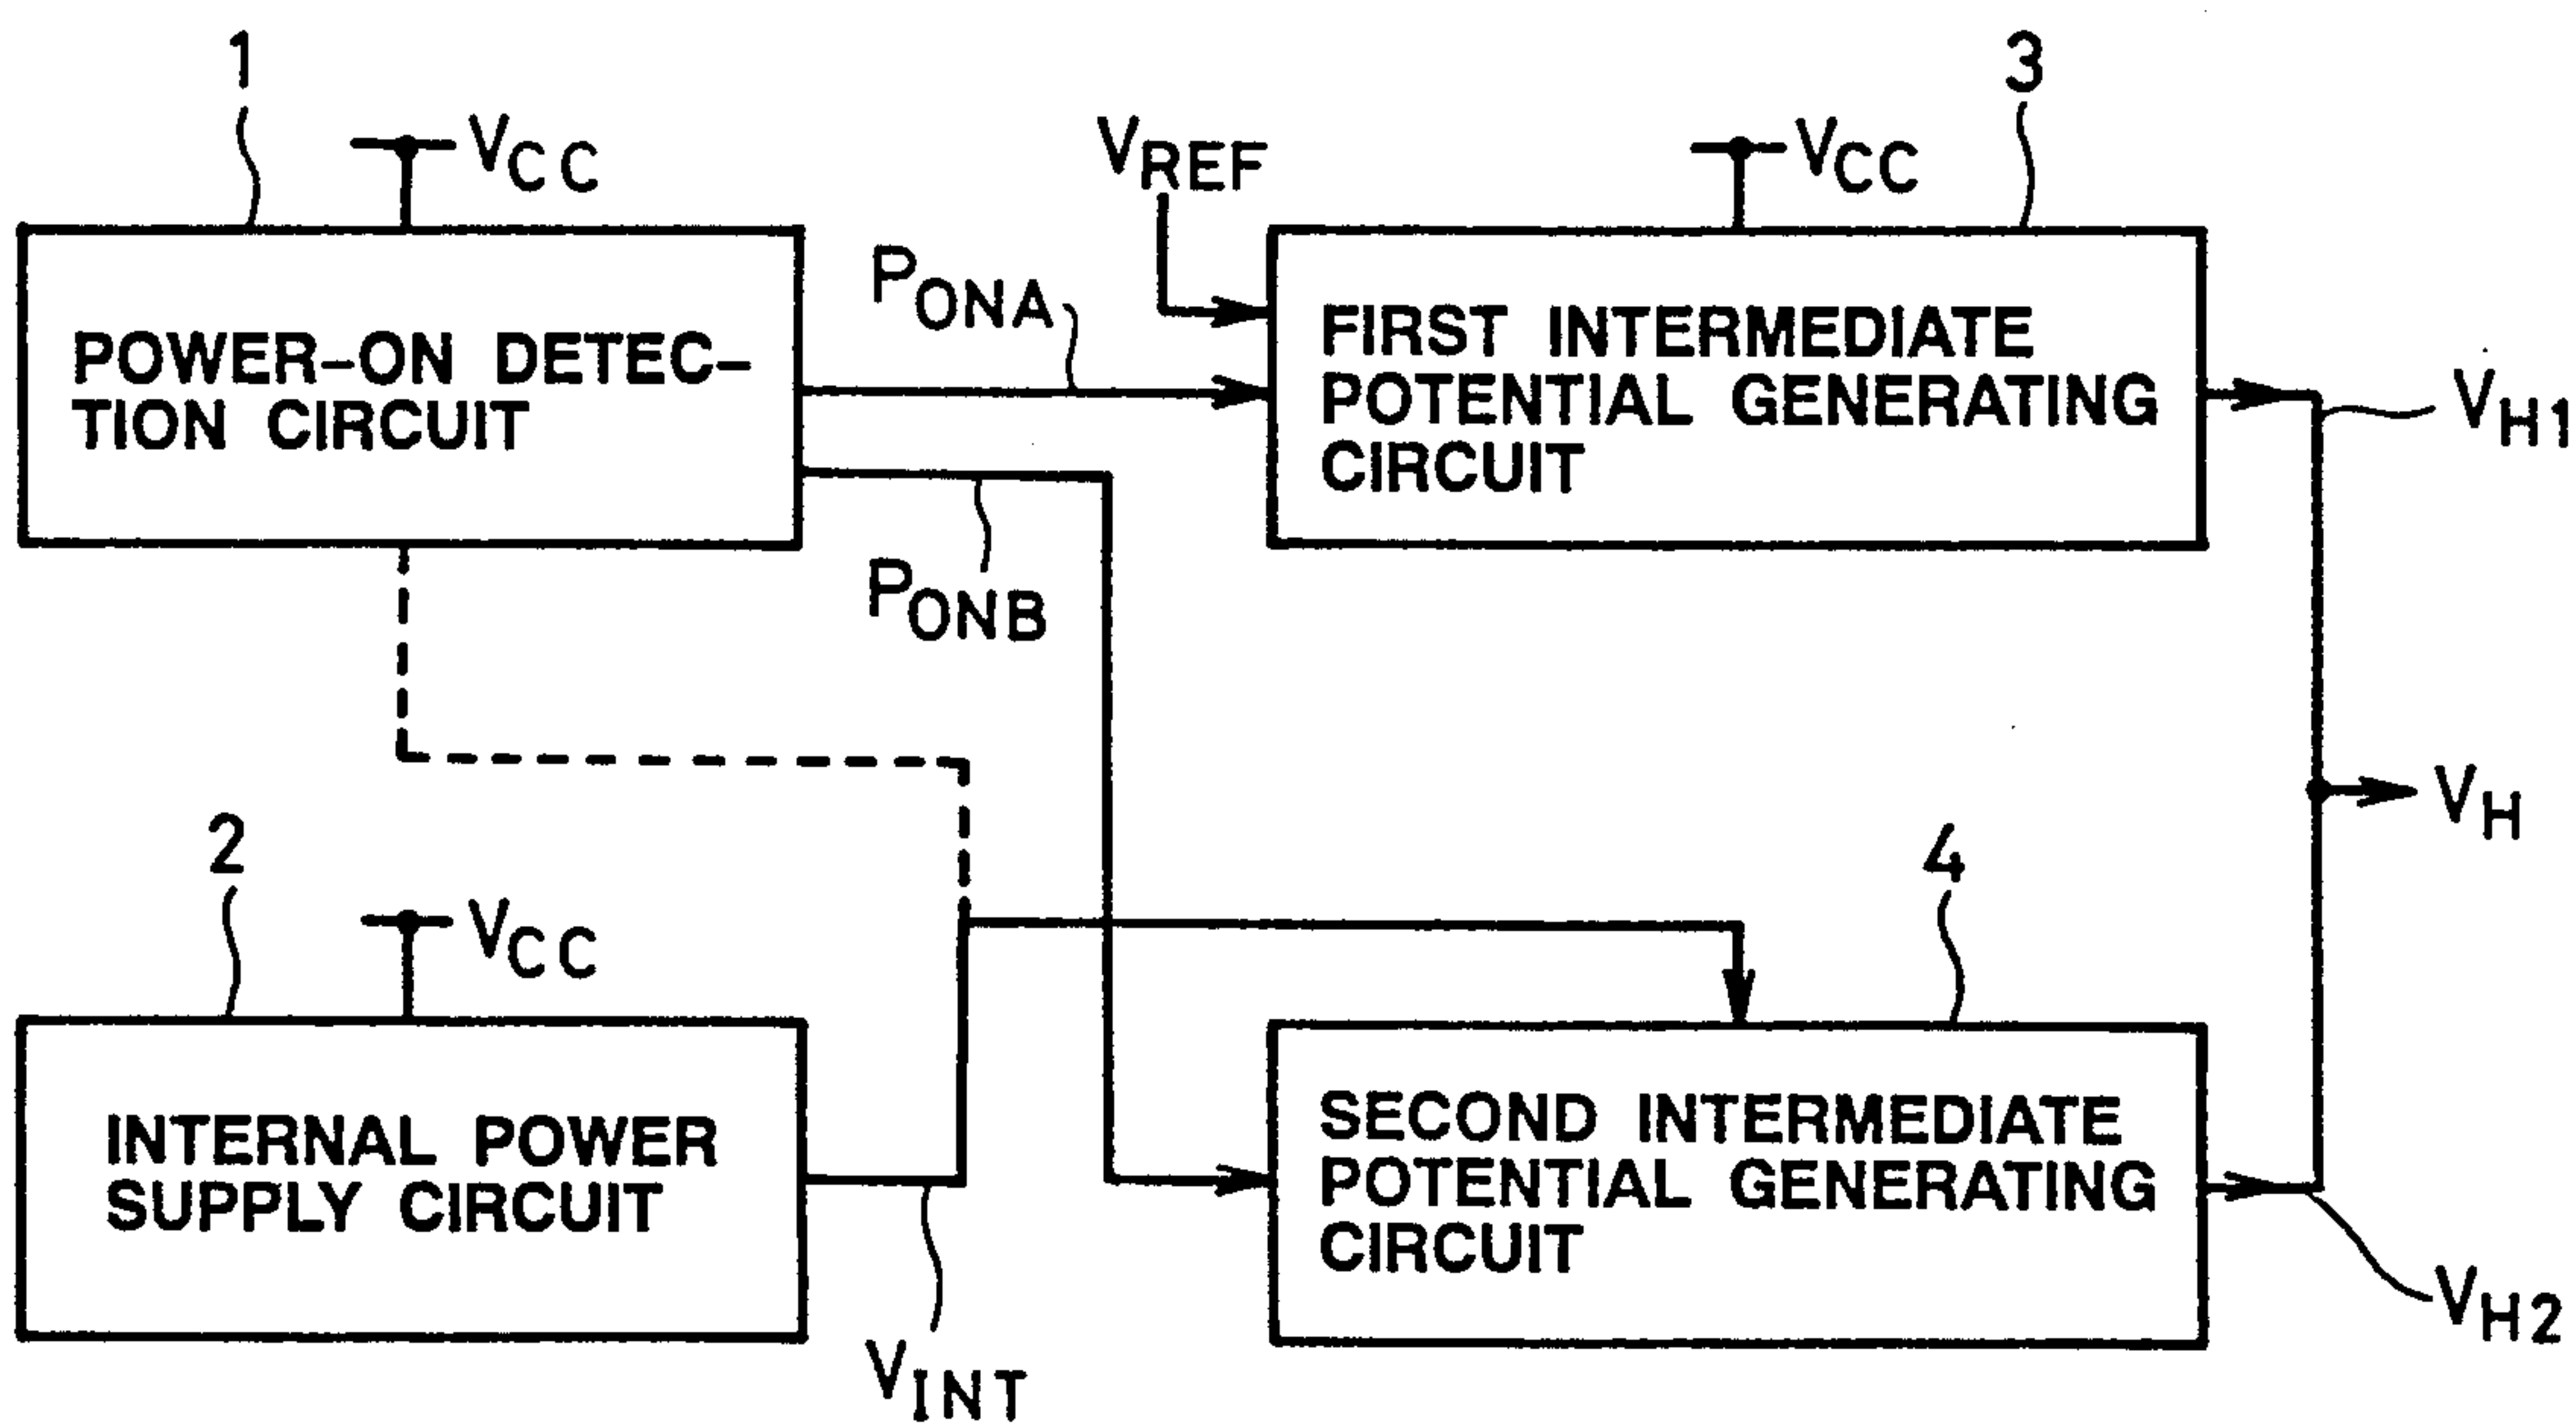 1
VCC
POWER-ON DETEC-
TION CIRCUIT
PONA
PONB
VREF
3
VCC
FIRST INTERMEDIATE
POTENTIAL GENERATING
CIRCUIT
VH1
VH
2
VCC
INTERNAL POWER
SUPPLY CIRCUIT
VINT
4
SECOND INTERMEDIATE
POTENTIAL GENERATING
CIRCUIT
VH2